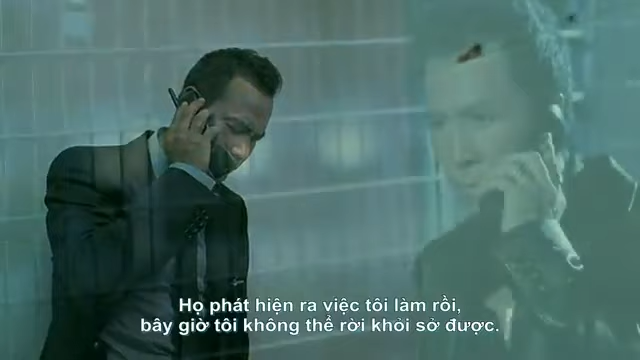 Họ phát hiện ra việc tôi làm rồi,
bây giờ tôi không thể rời khỏi sở được.